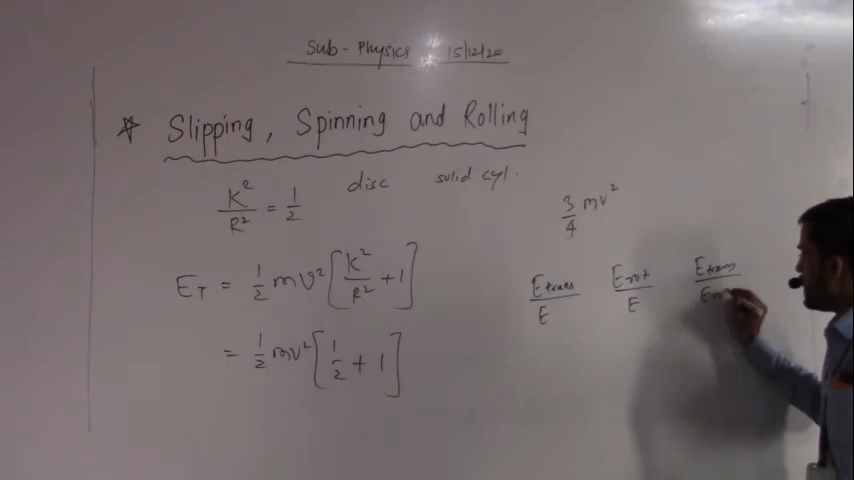 Sub - Physics 15/12/20
☆ Slipping, Spinning and Rolling
K²/R² = 1/2 disc solid cyl.
3/4 mv²
E_T = 1/2 mv² [K²/R² + 1]
E trans/E E rot/E E trans/E
= 1/2 mv² [1/2 + 1]